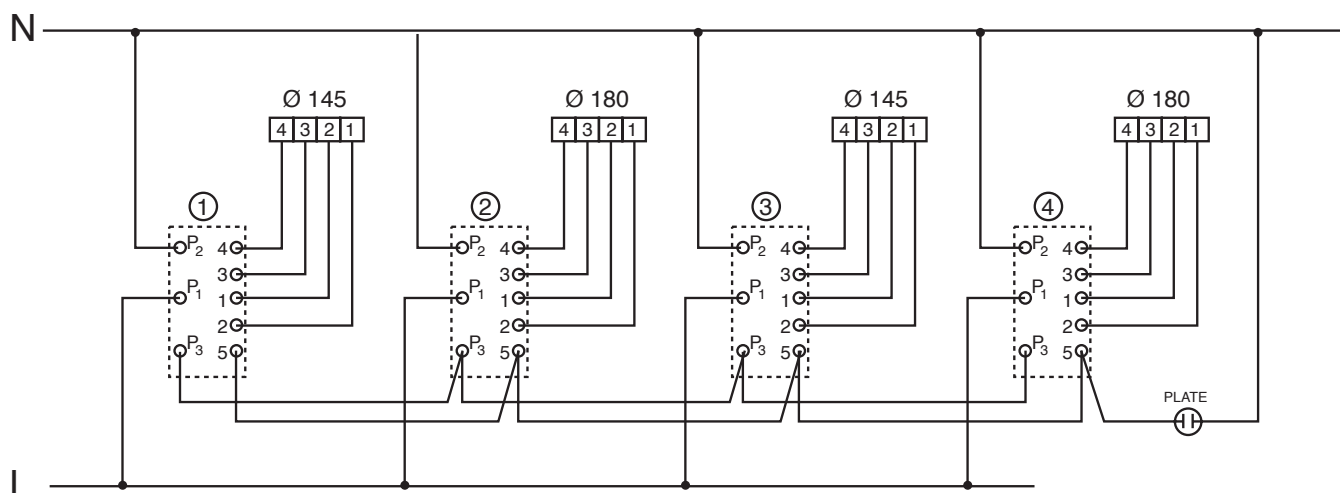 N
Ø 145 Ø 180 Ø 145 Ø 180
4 3 2 1 4 3 2 1 4 3 2 1 4 3 2 1
1 2 3 4
P2 4 P2 4 P2 4 P2 4
3 3 3 3
P1 1 P1 1 P1 1 P1 1
2 2 2 2
P3 5 P3 5 P3 5 P3 5
PLATE
L